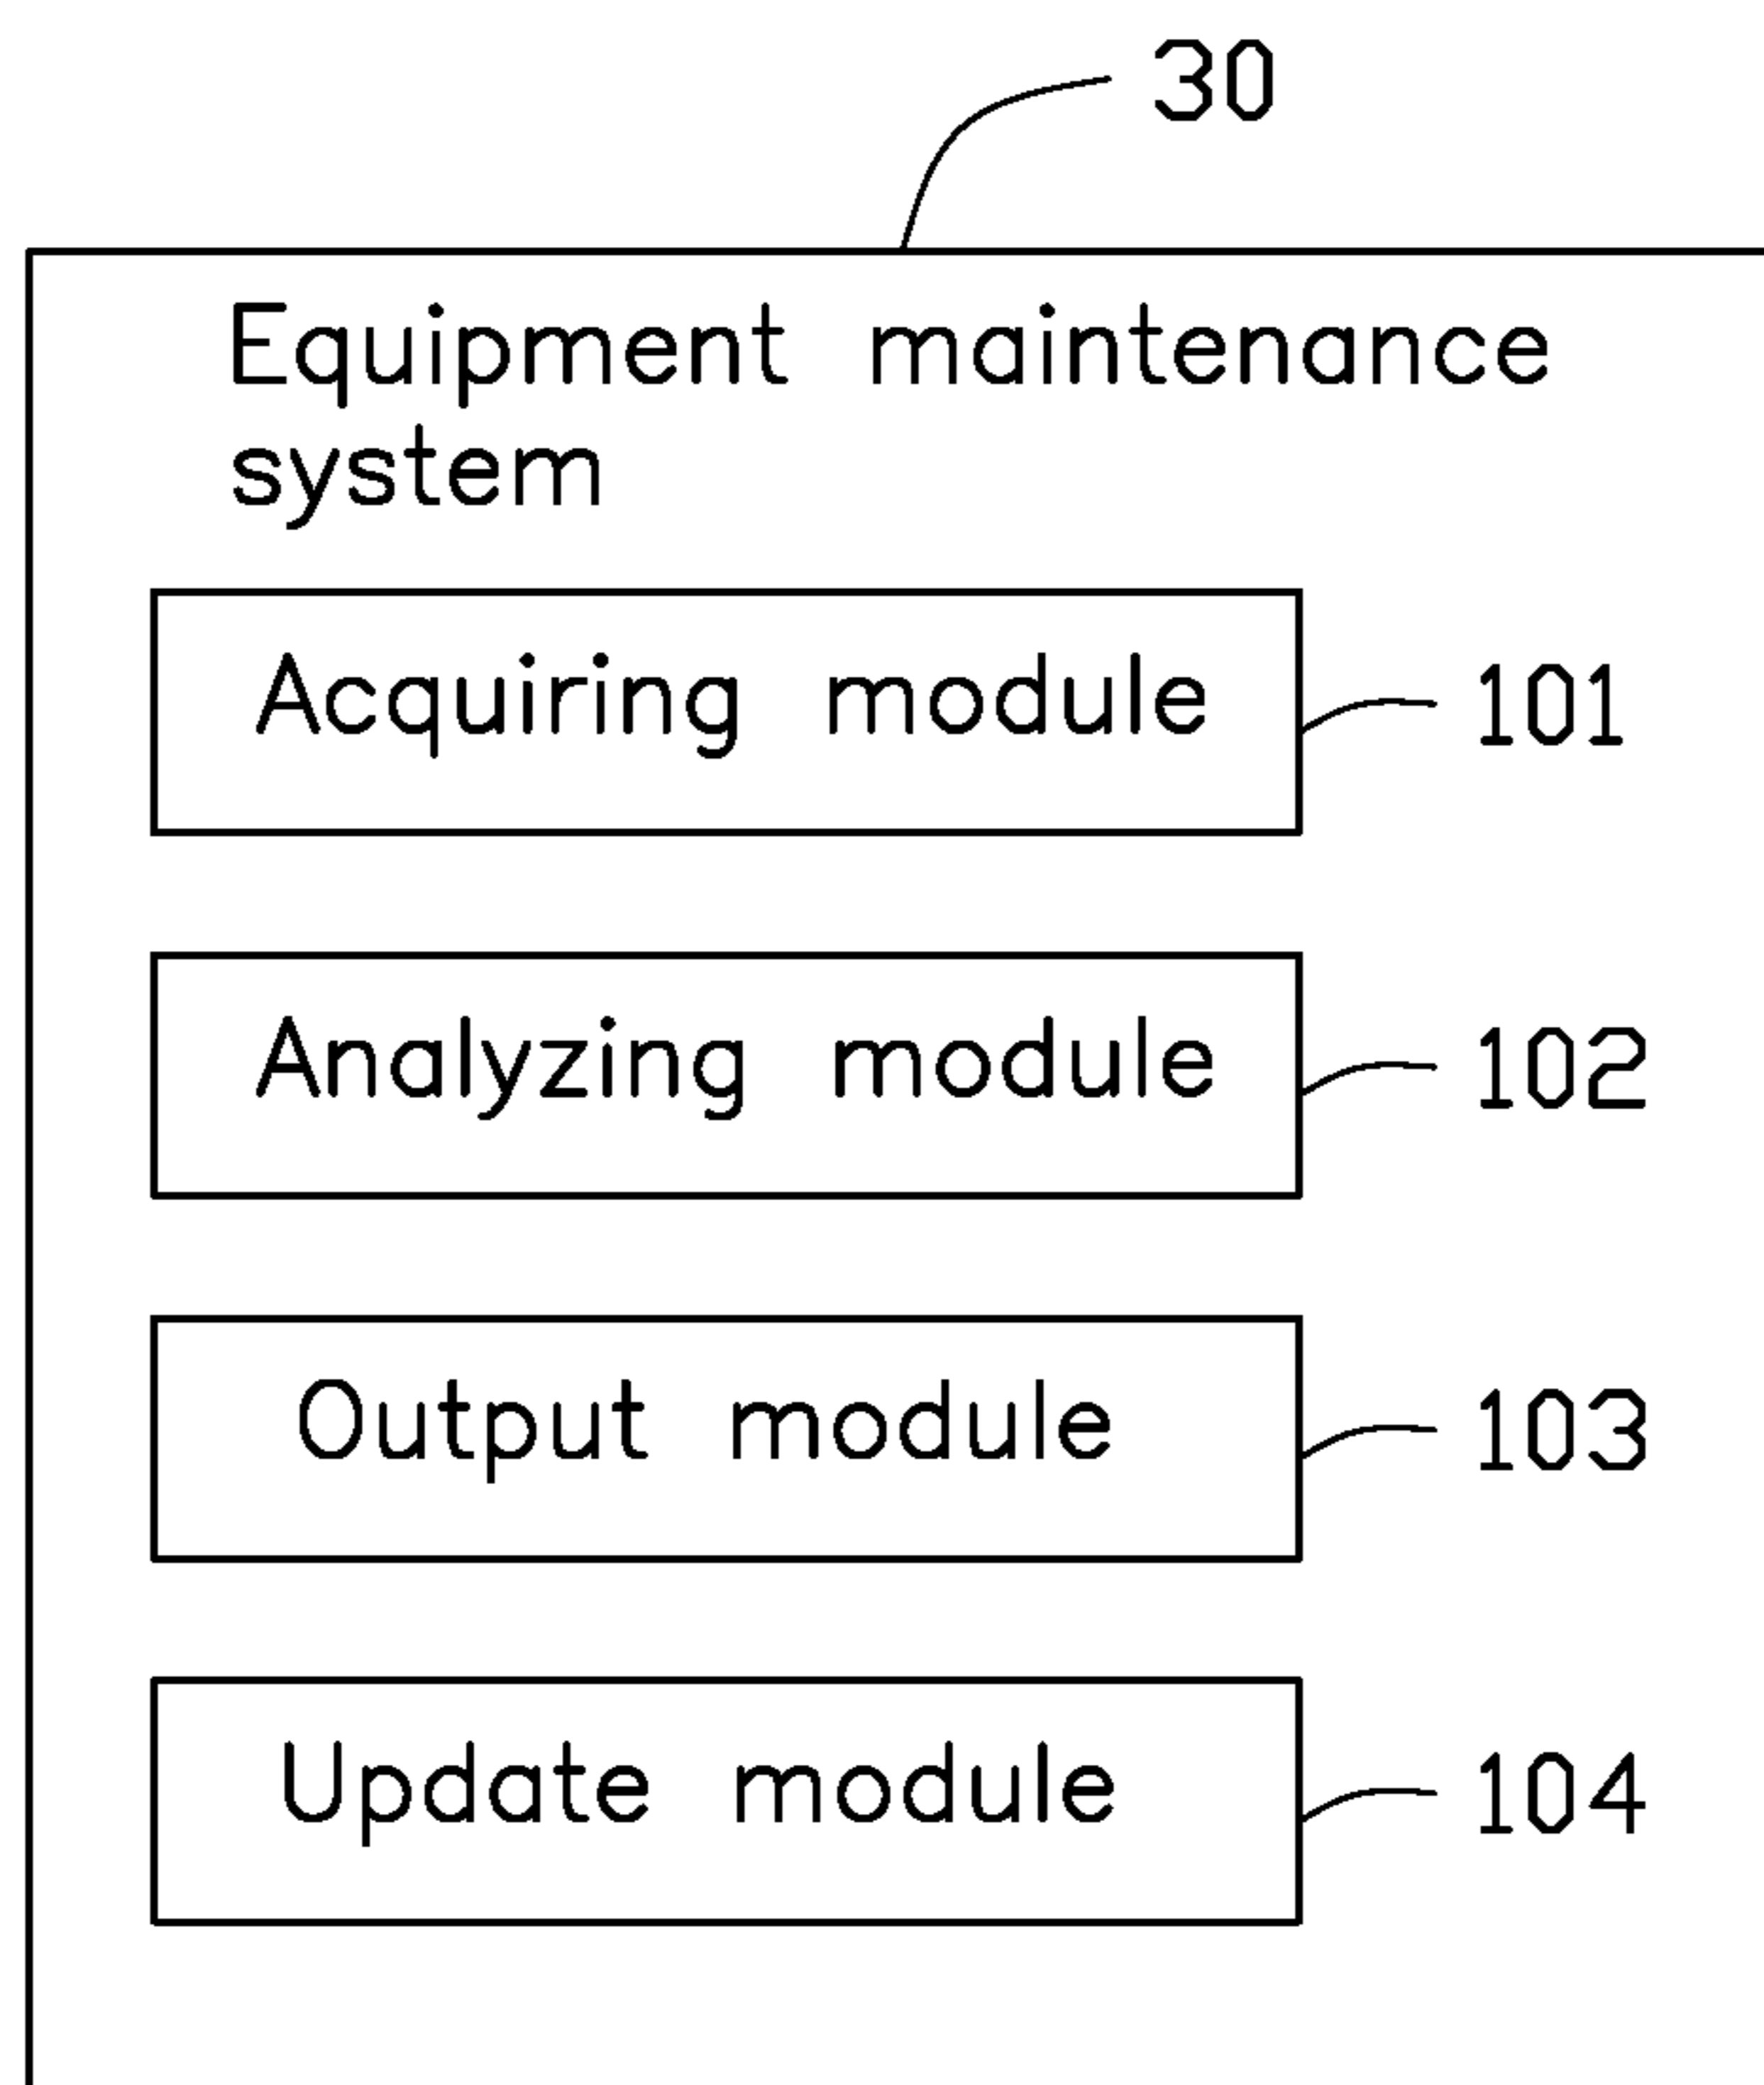 30
Equipment maintenance
system
Acquiring module
101
Analyzing module
102
Output module
103
Update module
104